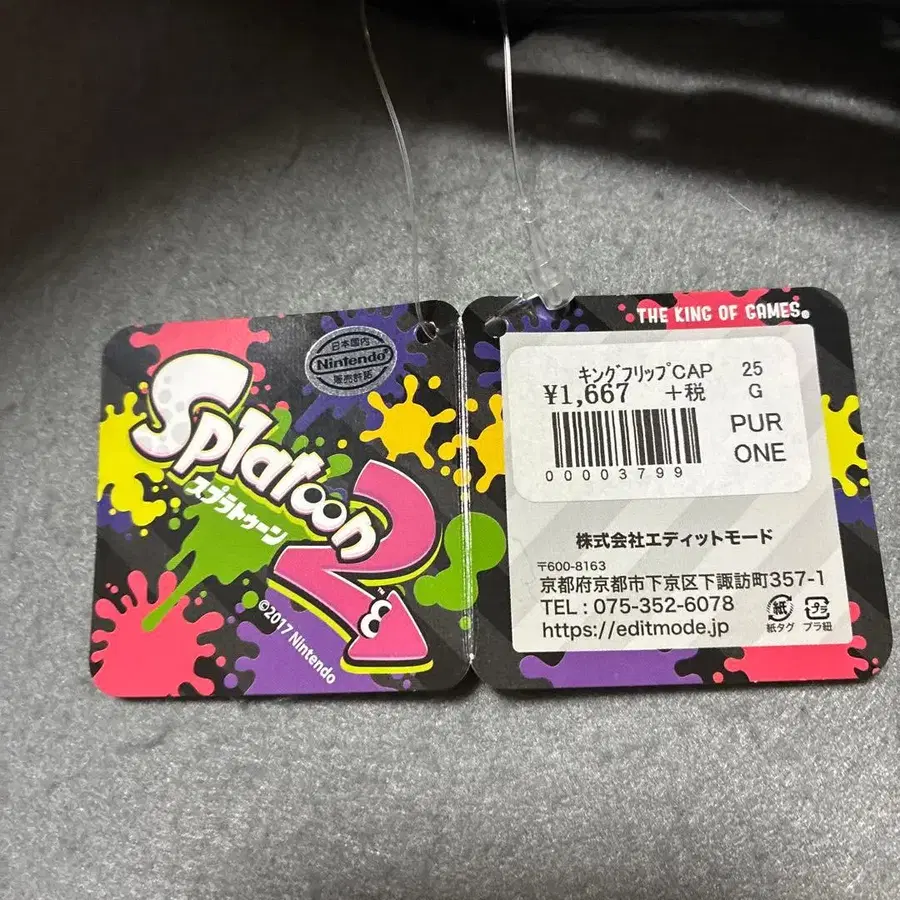 日本国内
Nintendo®
販売許諾
Splatoon 2
スプラトゥーン
©2017 Nintendo
THE KING OF GAMES®
キングフリップCAP 25
¥1,667 +税 G
PUR
ONE
00003799
株式会社エディットモード
〒600-8163
京都府京都市下京区下諏訪町357-1
TEL : 075-352-6078
https://editmode.jp
紙
紙タグ
プラ
プラ紐